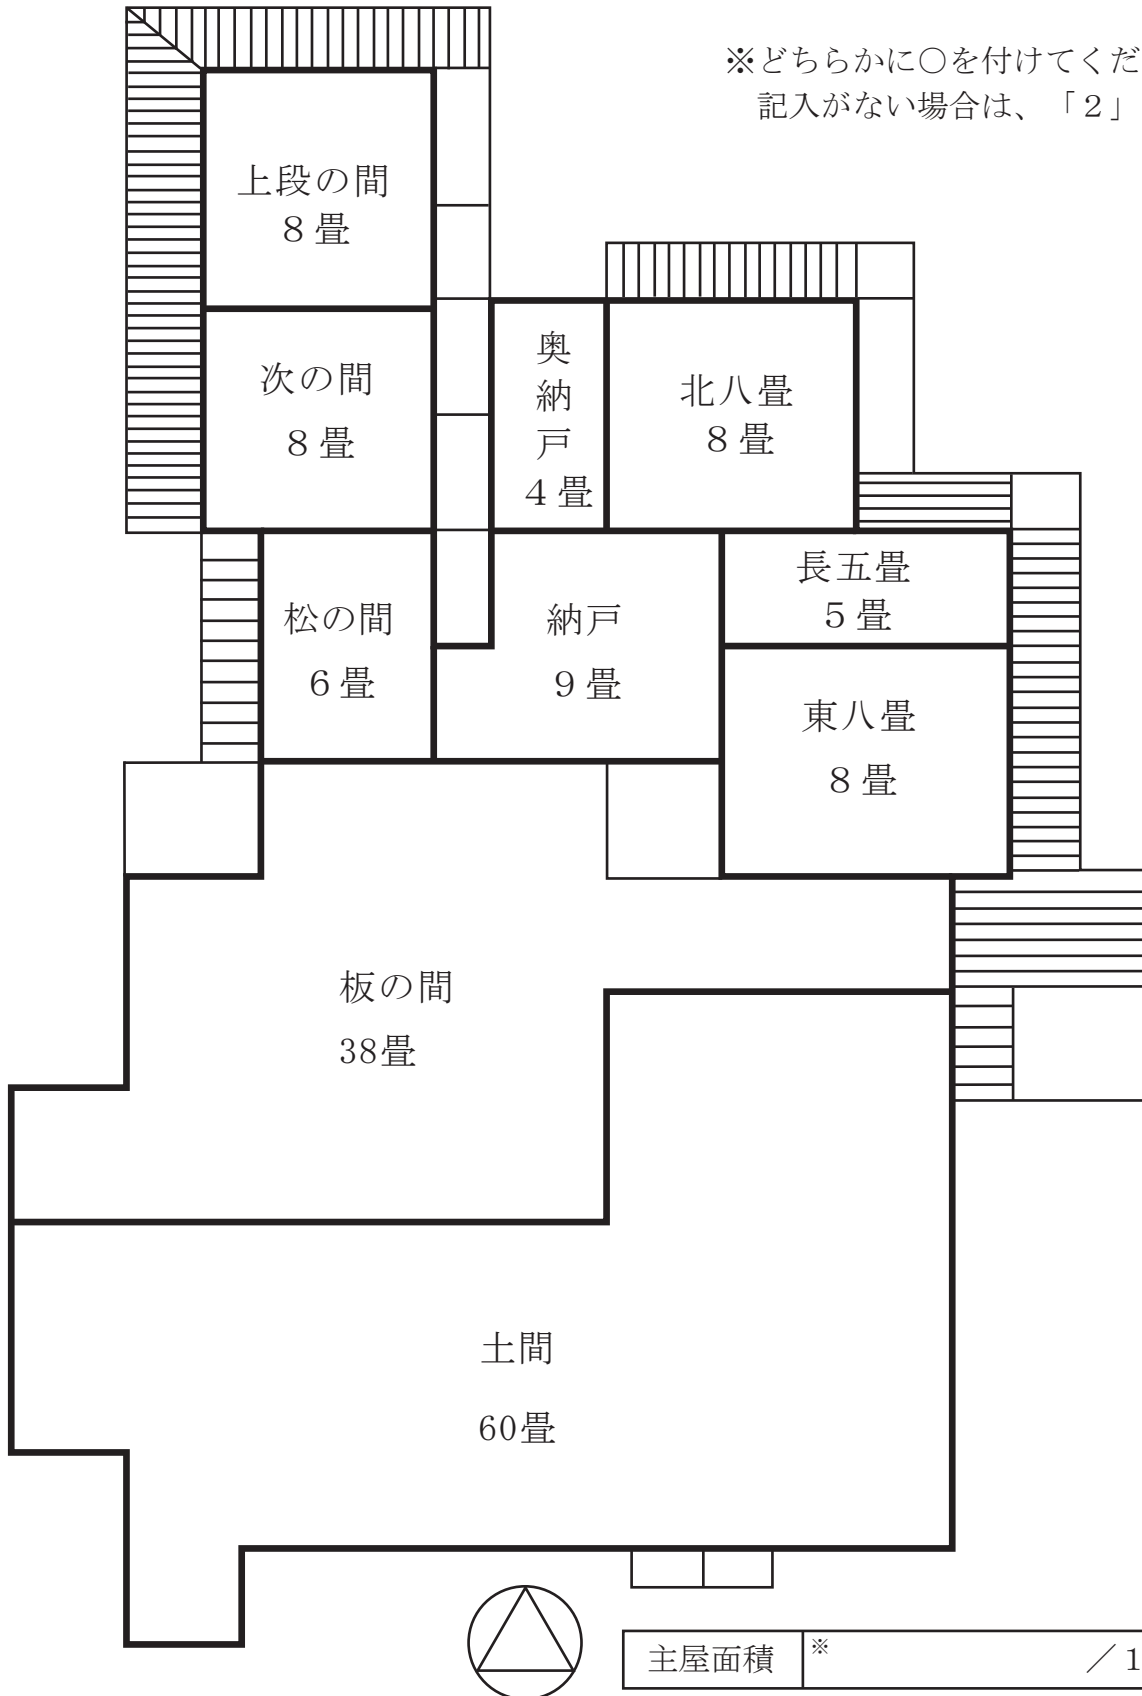 ※どちらかに○を付けてくだ
記入がない場合は、「２」
上段の間
８畳
次の間
８畳
奥納戸
４畳
北八畳
８畳
松の間
６畳
納戸
９畳
長五畳
５畳
東八畳
８畳
板の間
38畳
土間
60畳
主屋面積 ※ ／１